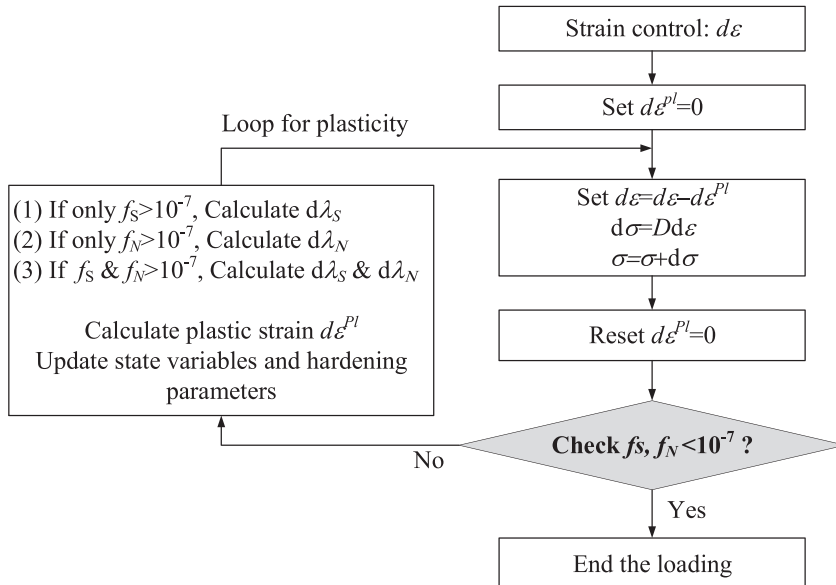 Strain control: dε
Set dε^pl=0
Loop for plasticity
Set dε=dε–dε^Pl
dσ=Ddε
σ=σ+dσ
(1) If only f_S>10^-7, Calculate dλ_S
(2) If only f_N>10^-7, Calculate dλ_N
(3) If f_S & f_N>10^-7, Calculate dλ_S & dλ_N
Calculate plastic strain dε^Pl
Update state variables and hardening
parameters
Reset dε^Pl=0
Check fs, f_N<10^-7 ?
No
Yes
End the loading